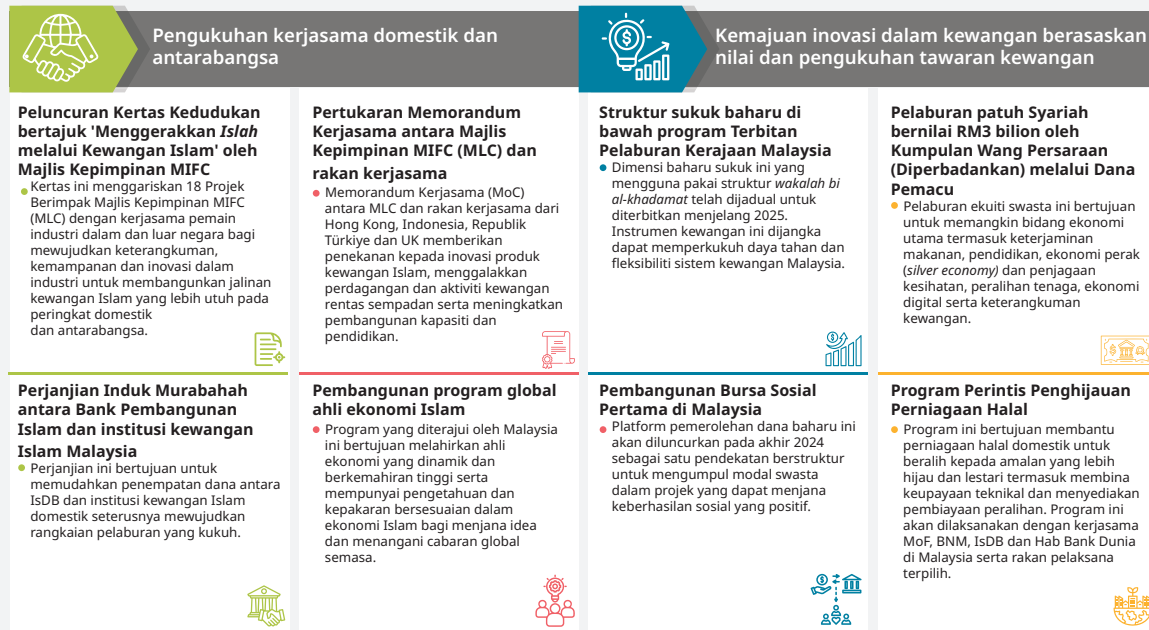 Pengukuhan kerjasama domestik dan
antarabangsa
Kemajuan inovasi dalam kewangan berasaskan
nilai dan pengukuhan tawaran kewangan
Peluncuran Kertas Kedudukan
bertajuk 'Menggerakkan Islah
melalui Kewangan Islam' oleh
Majlis Kepimpinan MIFC
Kertas ini menggariskan 18 Projek
Berimpak Majlis Kepimpinan MIFC
(MLC) dengan kerjasama pemain
industri dalam dan luar negara bagi
mewujudkan keterangkuman,
kemampanan dan inovasi dalam
industri untuk membangunkan jalinan
kewangan Islam yang lebih utuh pada
peringkat domestik
dan antarabangsa.
Pertukaran Memorandum
Kerjasama antara Majlis
Kepimpinan MIFC (MLC) dan
rakan kerjasama
Memorandum Kerjasama (MoC)
antara MLC dan rakan kerjasama dari
Hong Kong, Indonesia, Republik
Türkiye dan UK memberikan
penekanan kepada inovasi produk
kewangan Islam, menggalakkan
perdagangan dan aktiviti kewangan
rentas sempadan serta meningkatkan
pembangunan kapasiti dan
pendidikan.
Struktur sukuk baharu di
bawah program Terbitan
Pelaburan Kerajaan Malaysia
Dimensi baharu sukuk ini yang
mengguna pakai struktur wakalah bi
al-khadamat telah dijadual untuk
diterbitkan menjelang 2025.
Instrumen kewangan ini dijangka
dapat memperkukuh daya tahan dan
fleksibiliti sistem kewangan Malaysia.
Pelaburan patuh Syariah
bernilai RM3 bilion oleh
Kumpulan Wang Persaraan
(Diperbadankan) melalui Dana
Pemacu
Pelaburan ekuiti swasta ini bertujuan
untuk memangkin bidang ekonomi
utama termasuk keterjaminan
makanan, pendidikan, ekonomi perak
(silver economy) dan penjagaan
kesihatan, peralihan tenaga, ekonomi
digital serta keterangkuman
kewangan.
Perjanjian Induk Murabahah
antara Bank Pembangunan
Islam dan institusi kewangan
Islam Malaysia
Perjanjian ini bertujuan untuk
memudahkan penempatan dana antara
IsDB dan institusi kewangan Islam
domestik seterusnya mewujudkan
rangkaian pelaburan yang kukuh.
Pembangunan program global
ahli ekonomi Islam
Program yang diterajui oleh Malaysia
ini bertujuan melahirkan ahli
ekonomi yang dinamik dan
berkemahiran tinggi serta
mempunyai pengetahuan dan
kepakaran bersesuaian dalam
ekonomi Islam bagi menjana idea
dan menangani cabaran global
semasa.
Pembangunan Bursa Sosial
Pertama di Malaysia
Platform pemerolehan dana baharu ini
akan diluncurkan pada akhir 2024
sebagai satu pendekatan berstruktur
untuk mengumpul modal swasta
dalam projek yang dapat menjana
keberhasilan sosial yang positif.
Program Perintis Penghijauan
Perniagaan Halal
Program ini bertujuan membantu
perniagaan halal domestik untuk
beralih kepada amalan yang lebih
hijau dan lestari termasuk membina
keupayaan teknikal dan menyediakan
pembiayaan peralihan. Program ini
akan dilaksanakan dengan kerjasama
MoF, BNM, IsDB dan Hab Bank Dunia
di Malaysia serta rakan pelaksana
terpilih.